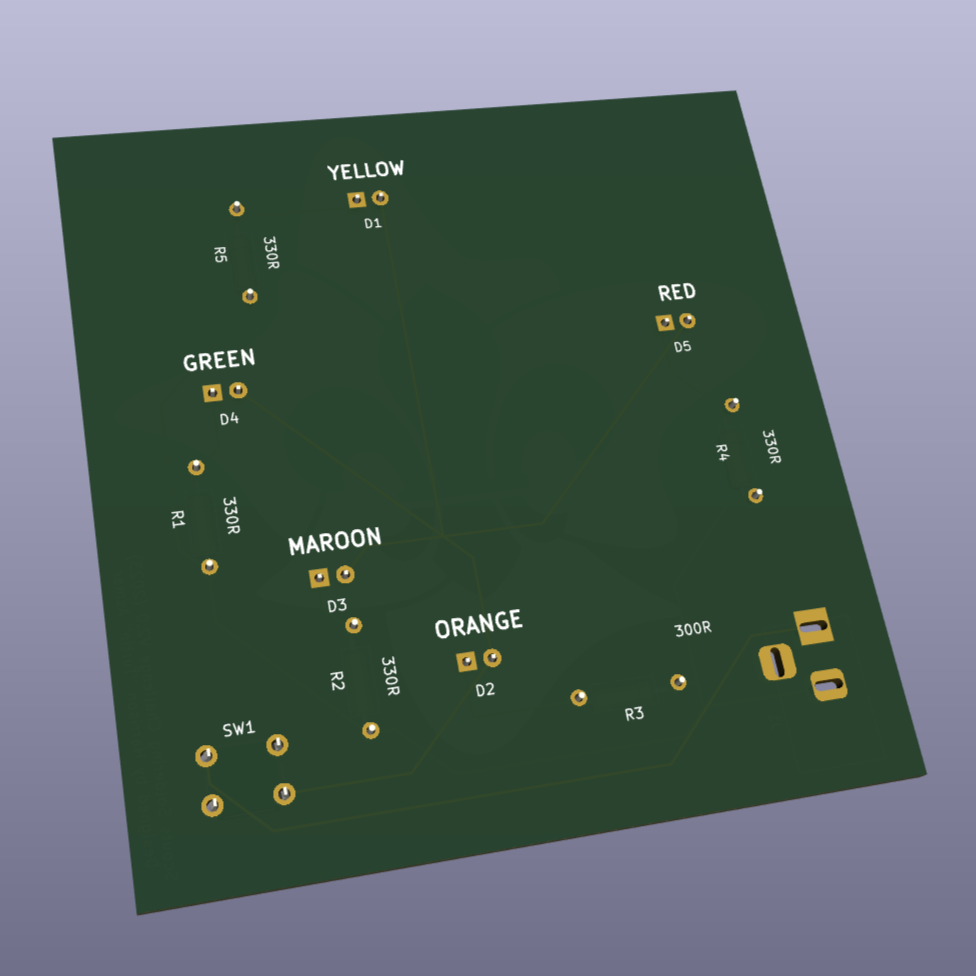 YELLOW
D1
R5
330R
RED
D5
GREEN
D4
R4
330R
R1
330R
MAROON
D3
ORANGE
D2
R2
330R
300R
R3
SW1